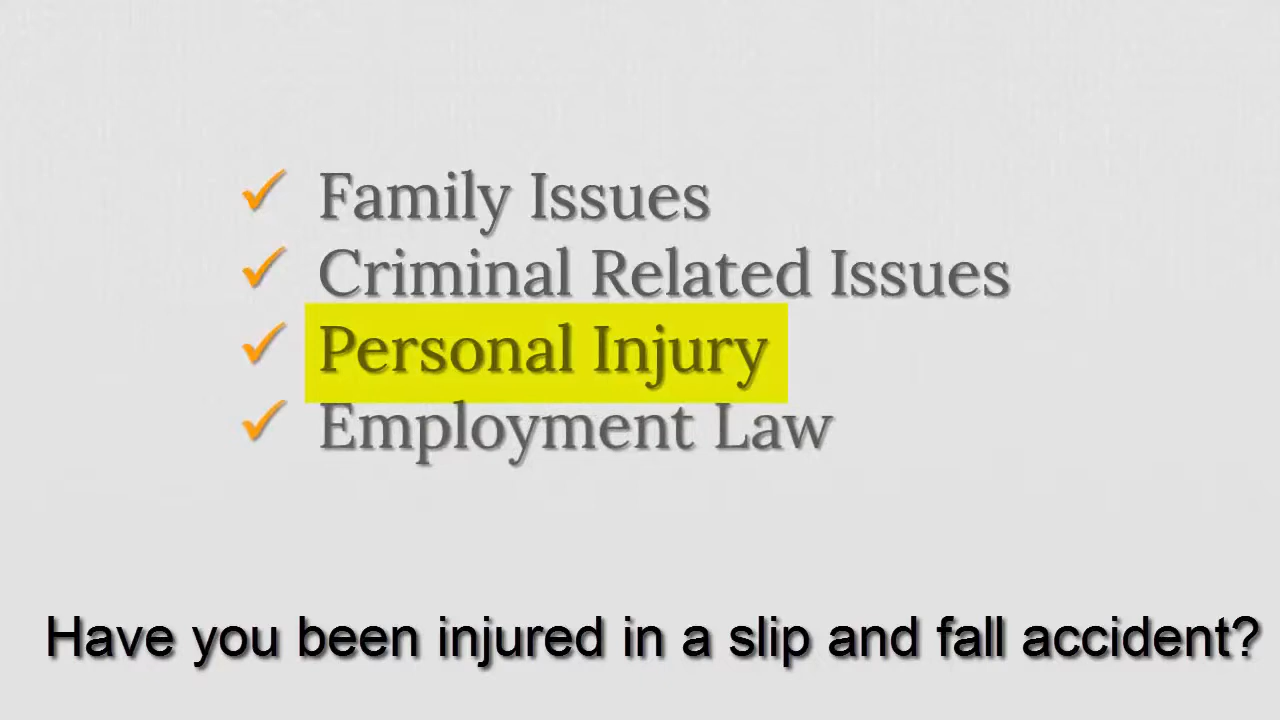 Family Issues
Criminal Related Issues
Personal Injury
Employment Law
Have you been injured in a slip and fall accident?